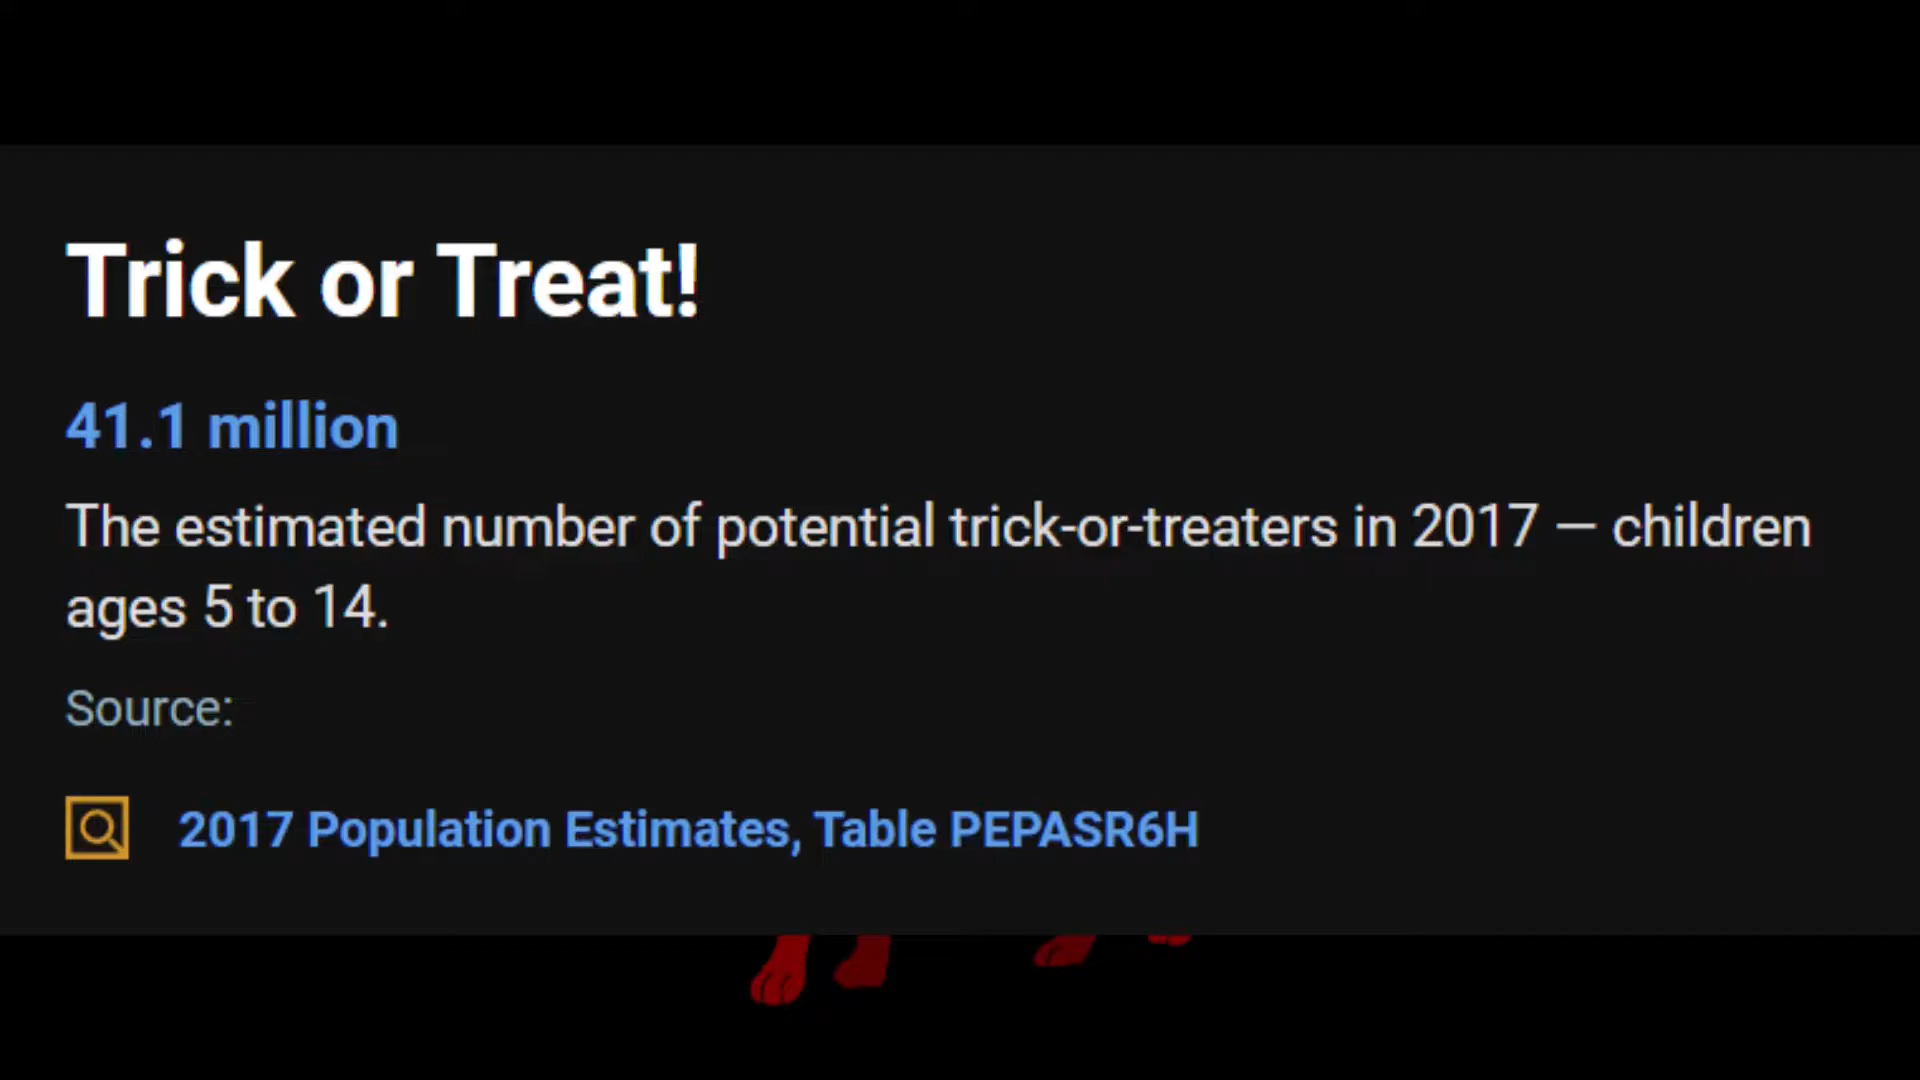 Trick or Treat!
41.1 million
The estimated number of potential trick-or-treaters in 2017 — children
ages 5 to 14.
Source:
2017 Population Estimates, Table PEPASR6H